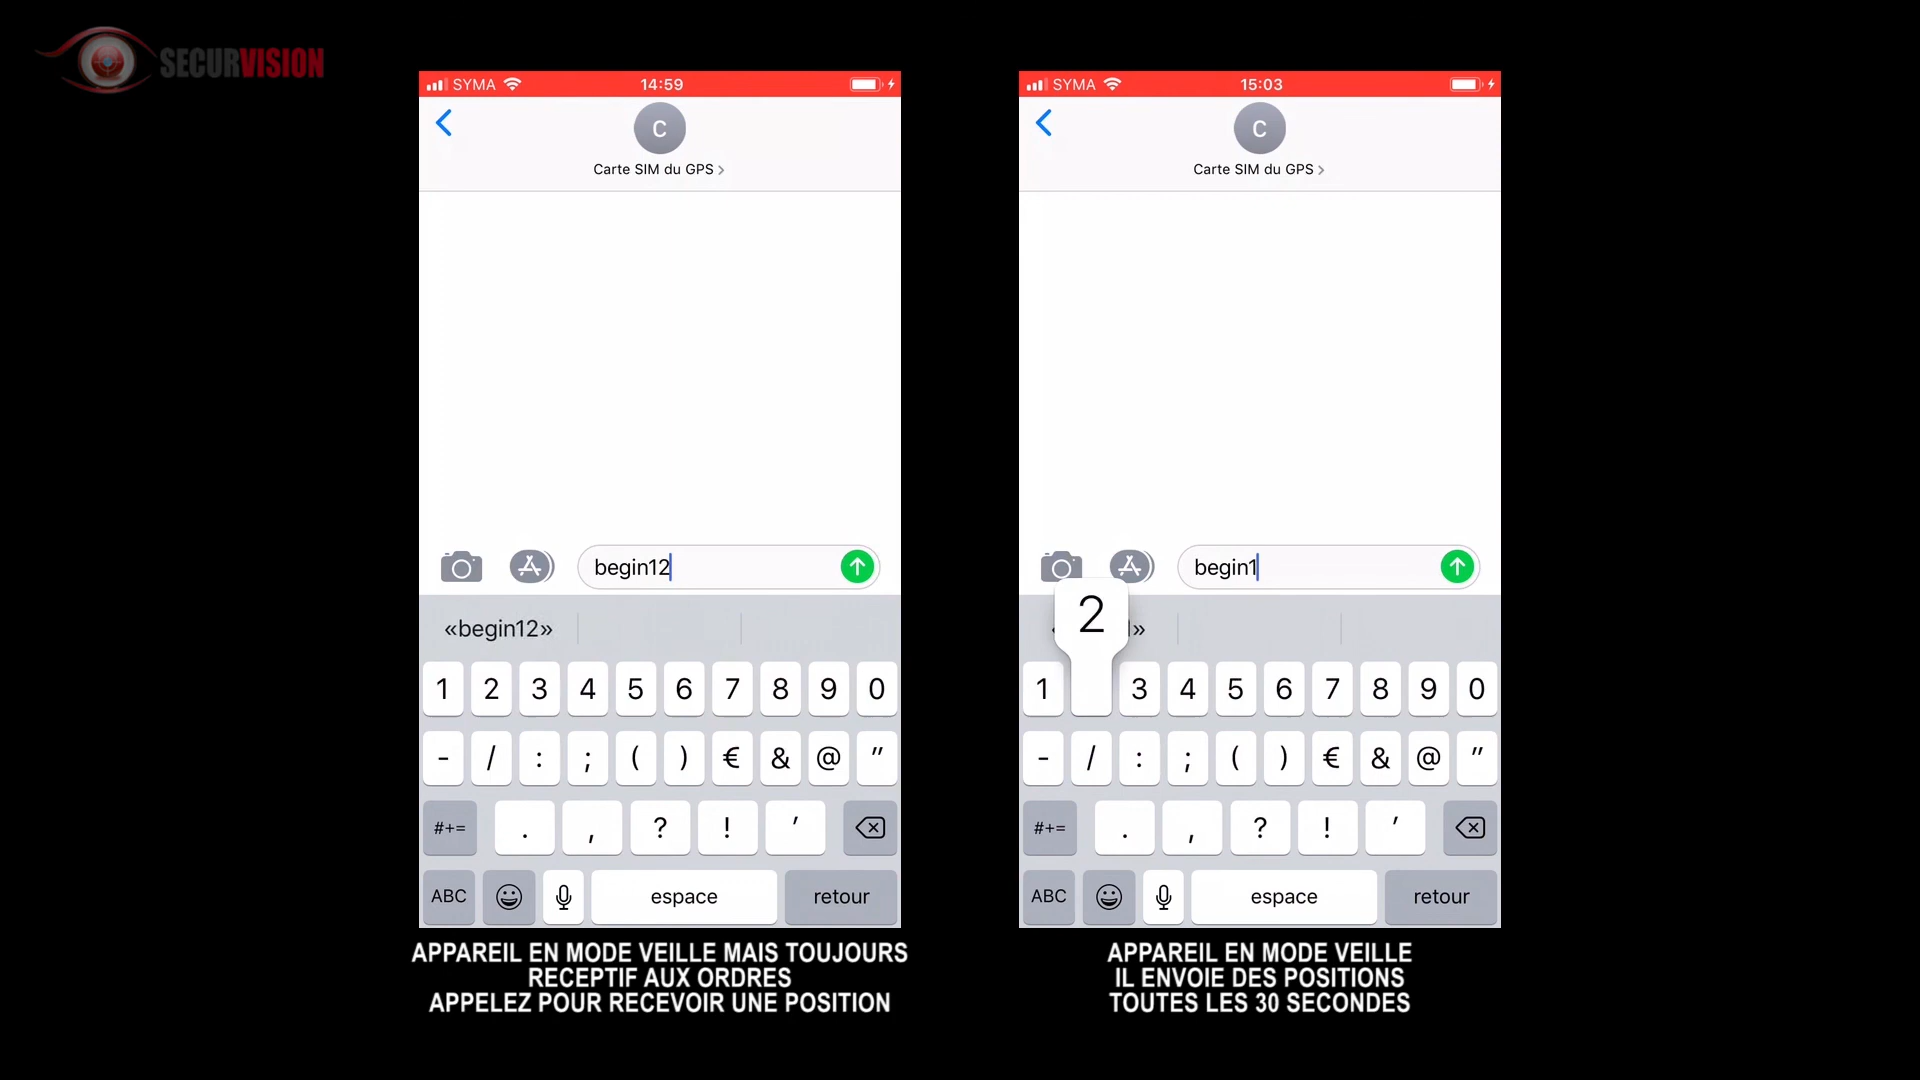 SECURVISION
SYMA 14:59
C
Carte SIM du GPS
begin12
«begin12»
1 2 3 4 5 6 7 8 9 0
- / : ; ( ) € & @ "
#+= . , ? ! ’
ABC espace retour
APPAREIL EN MODE VEILLE MAIS TOUJOURS
RECEPTIF AUX ORDRES
APPELEZ POUR RECEVOIR UNE POSITION
SYMA 15:03
C
Carte SIM du GPS
begin1
2
1 3 4 5 6 7 8 9 0
- / : ; ( ) € & @ "
#+= . , ? ! ’
ABC espace retour
APPAREIL EN MODE VEILLE
IL ENVOIE DES POSITIONS
TOUTES LES 30 SECONDES